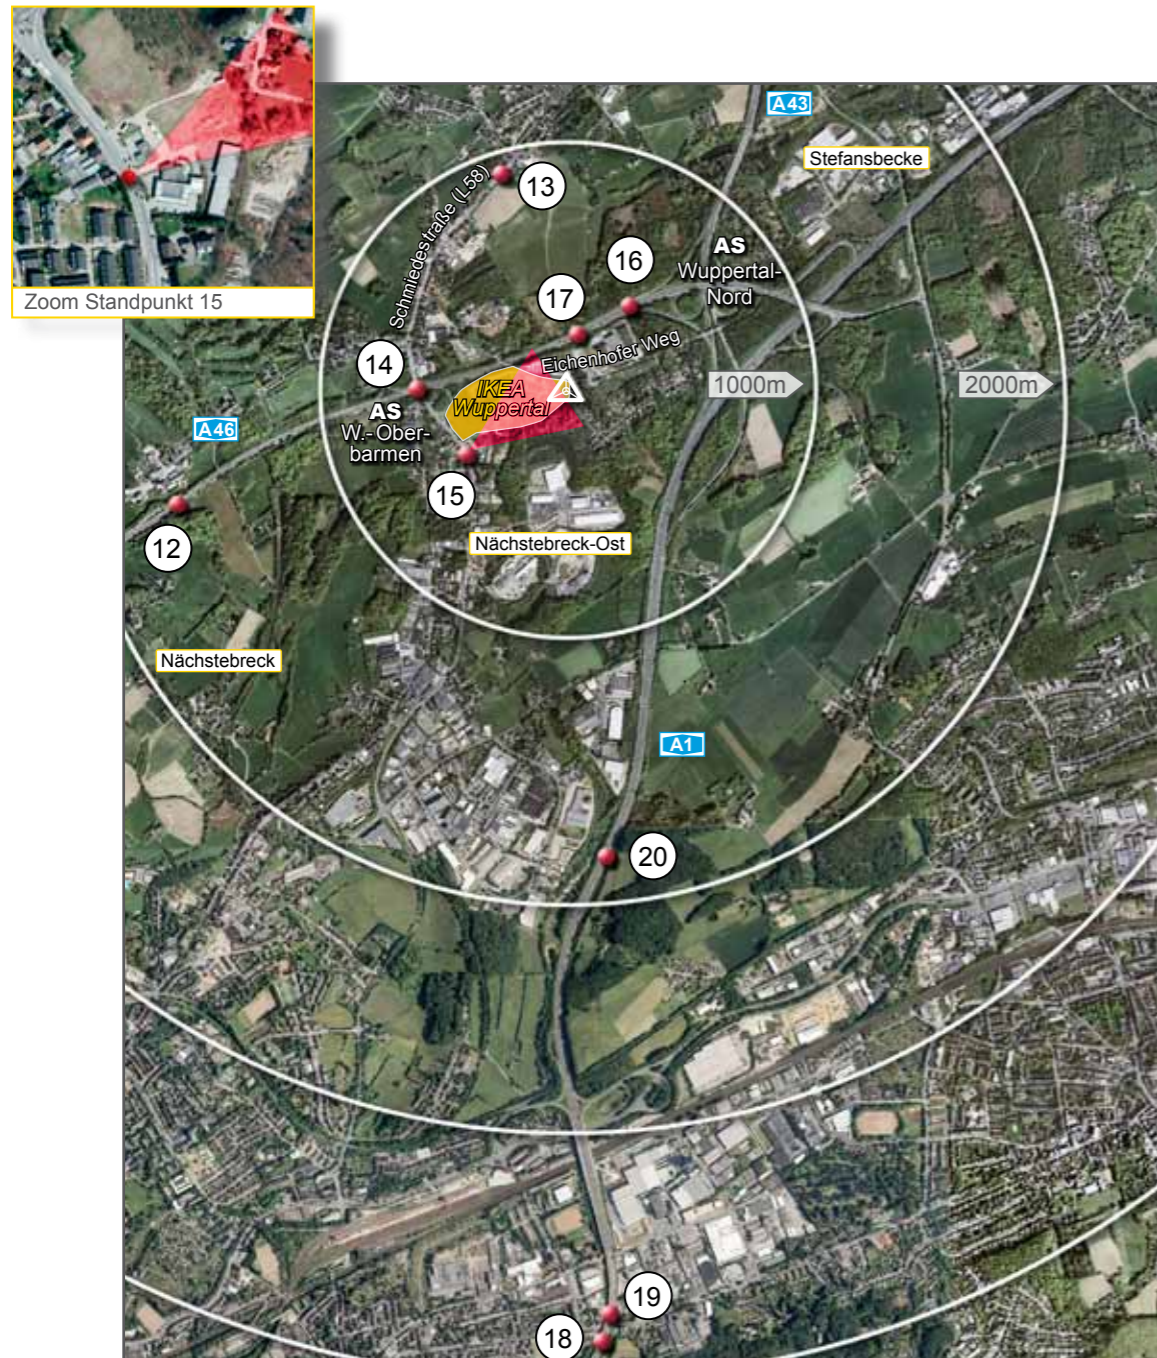 Zoom Standpunkt 15
A43
Stefansbecke
13
Schmiedestraße (L58)
16
AS
Wuppertal-
Nord
17
Eichenhofer Weg
14
IKEA
Wuppertal
1000m
2000m
AS
W.-Ober-
barmen
A46
15
12
Nächstebreck-Ost
Nächstebreck
A1
20
19
18